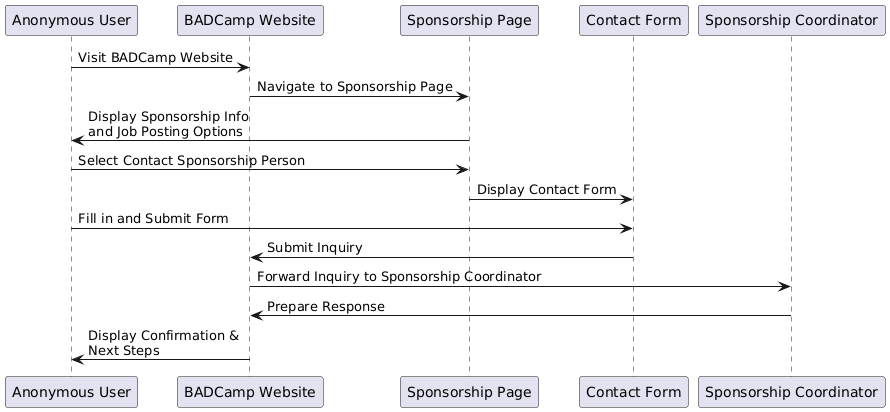 Anonymous User
BADCamp Website
Sponsorship Page
Contact Form
Sponsorship Coordinator
Visit BADCamp Website
Navigate to Sponsorship Page
Display Sponsorship Info
and Job Posting Options
Select Contact Sponsorship Person
Display Contact Form
Fill in and Submit Form
Submit Inquiry
Forward Inquiry to Sponsorship Coordinator
Prepare Response
Display Confirmation &
Next Steps
Anonymous User
BADCamp Website
Sponsorship Page
Contact Form
Sponsorship Coordinator